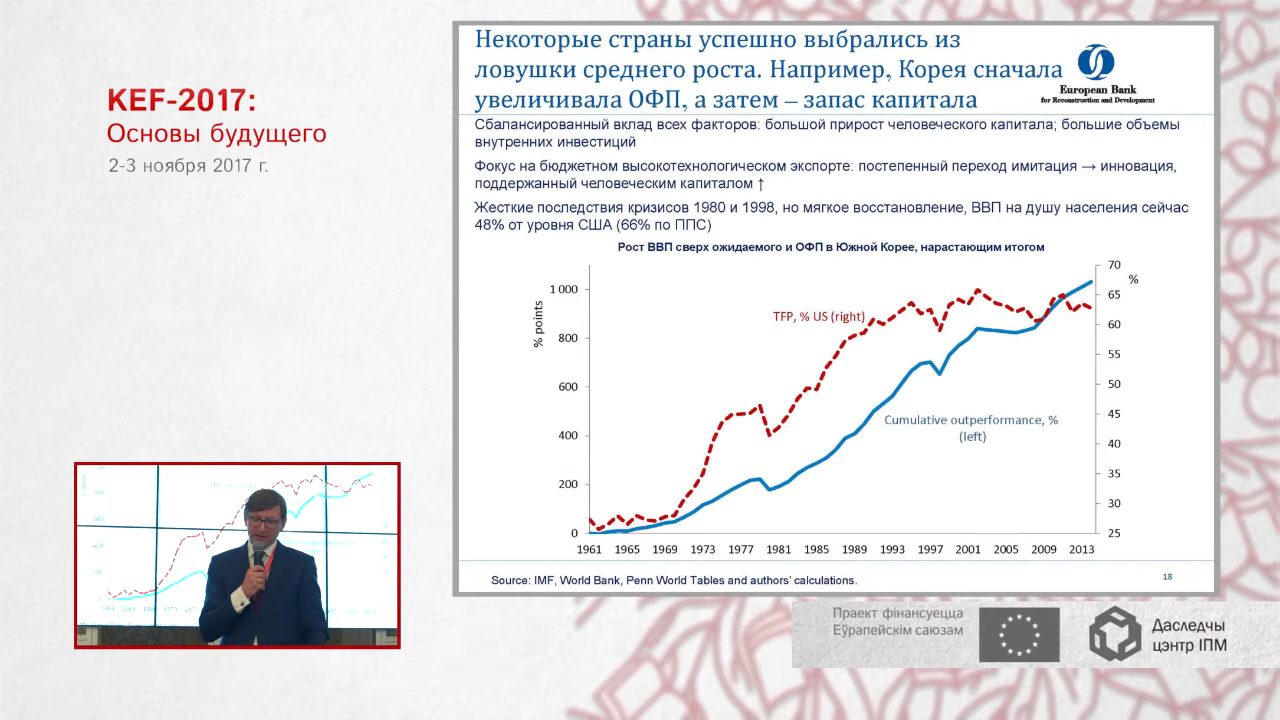 KEF-2017:
Основы будущего
2-3 ноября 2017 г.
Некоторые страны успешно выбрались из
ловушки среднего роста. Например, Корея сначала
увеличивала ОФП, а затем – запас капитала
European Bank
for Reconstruction and Development
Сбалансированный вклад всех факторов: большой прирост человеческого капитала; большие объемы
внутренних инвестиций
Фокус на бюджетном высокотехнологическом экспорте: постепенный переход имитация → инновация,
поддержанный человеческим капиталом ↑
Жесткие последствия кризисов 1980 и 1998, но мягкое восстановление, ВВП на душу населения сейчас
48% от уровня США (66% по ППС)
Рост ВВП сверх ожидаемого и ОФП в Южной Корее, нарастающим итогом
% points
1 000
800
600
400
200
0
TFP, % US (right)
Cumulative outperformance, %
(left)
%
70
65
60
55
50
45
40
35
30
25
1961 1965 1969 1973 1977 1981 1985 1989 1993 1997 2001 2005 2009 2013
Source: IMF, World Bank, Penn World Tables and authors' calculations.
18
Праект фінансуецца
Еўрапейскім саюзам
Даследчы
цэнтр ІПМ